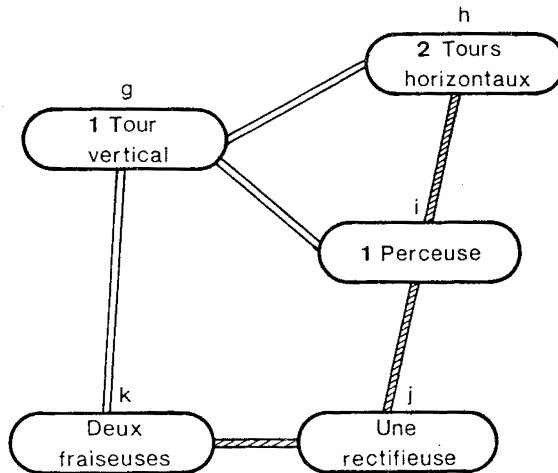 h
2 Tours
horizontaux
g
1 Tour
vertical
i
1 Perceuse
k
Deux
fraiseuses
j
Une
rectifieuse